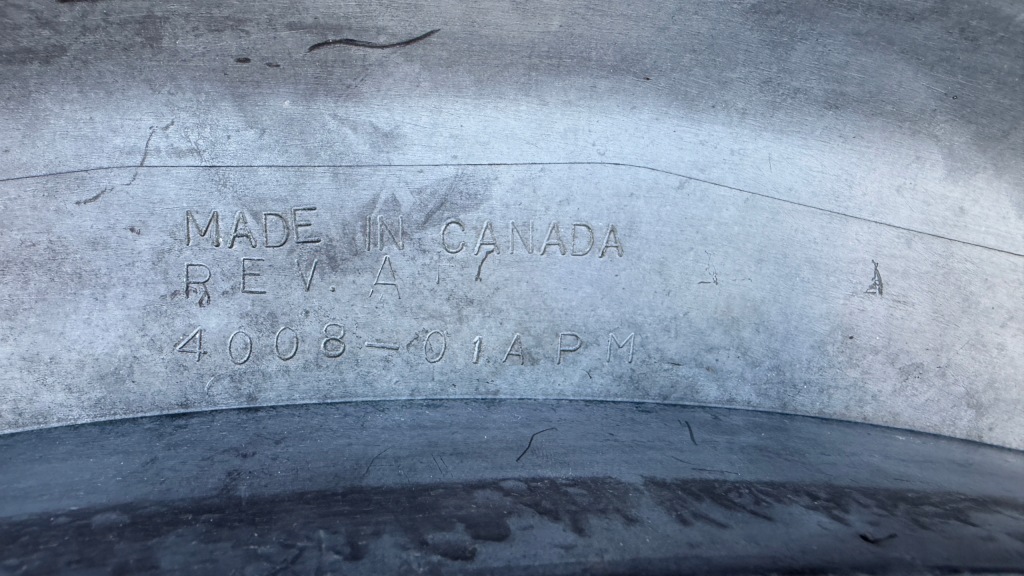 MADE IN CANADA
REV. A
4008-01APM